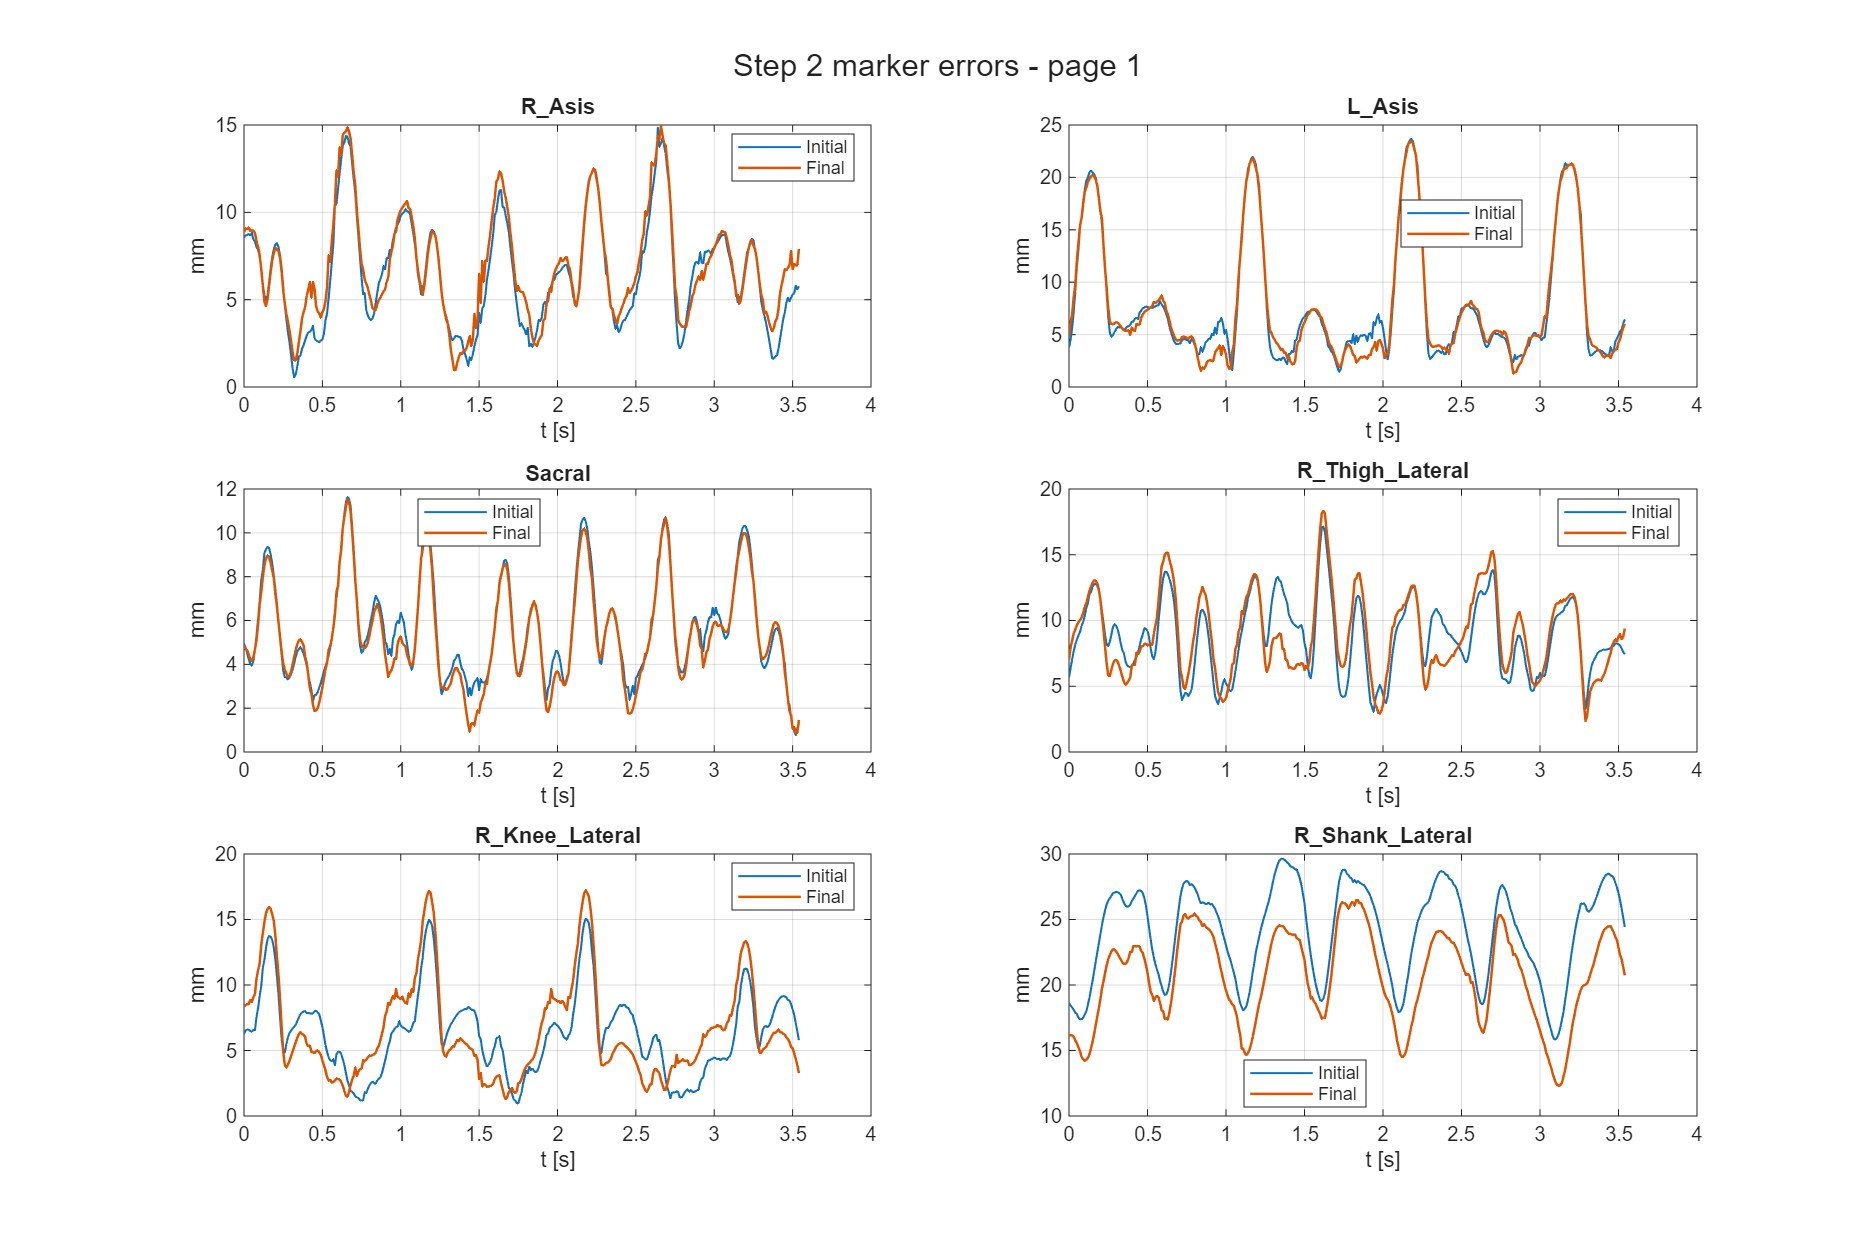 Step 2 marker errors - page 1
R_Asis
15
10
5
0
mm
0 0.5 1 1.5 2 2.5 3 3.5 4
t [s]
Initial
Final
L_Asis
25
20
15
10
5
0
mm
0 0.5 1 1.5 2 2.5 3 3.5 4
t [s]
Initial
Final
Sacral
12
10
8
6
4
2
0
mm
0 0.5 1 1.5 2 2.5 3 3.5 4
t [s]
Initial
Final
R_Thigh_Lateral
20
15
10
5
0
mm
0 0.5 1 1.5 2 2.5 3 3.5 4
t [s]
Initial
Final
R_Knee_Lateral
20
15
10
5
0
mm
0 0.5 1 1.5 2 2.5 3 3.5 4
t [s]
Initial
Final
R_Shank_Lateral
30
25
20
15
10
mm
0 0.5 1 1.5 2 2.5 3 3.5 4
t [s]
Initial
Final